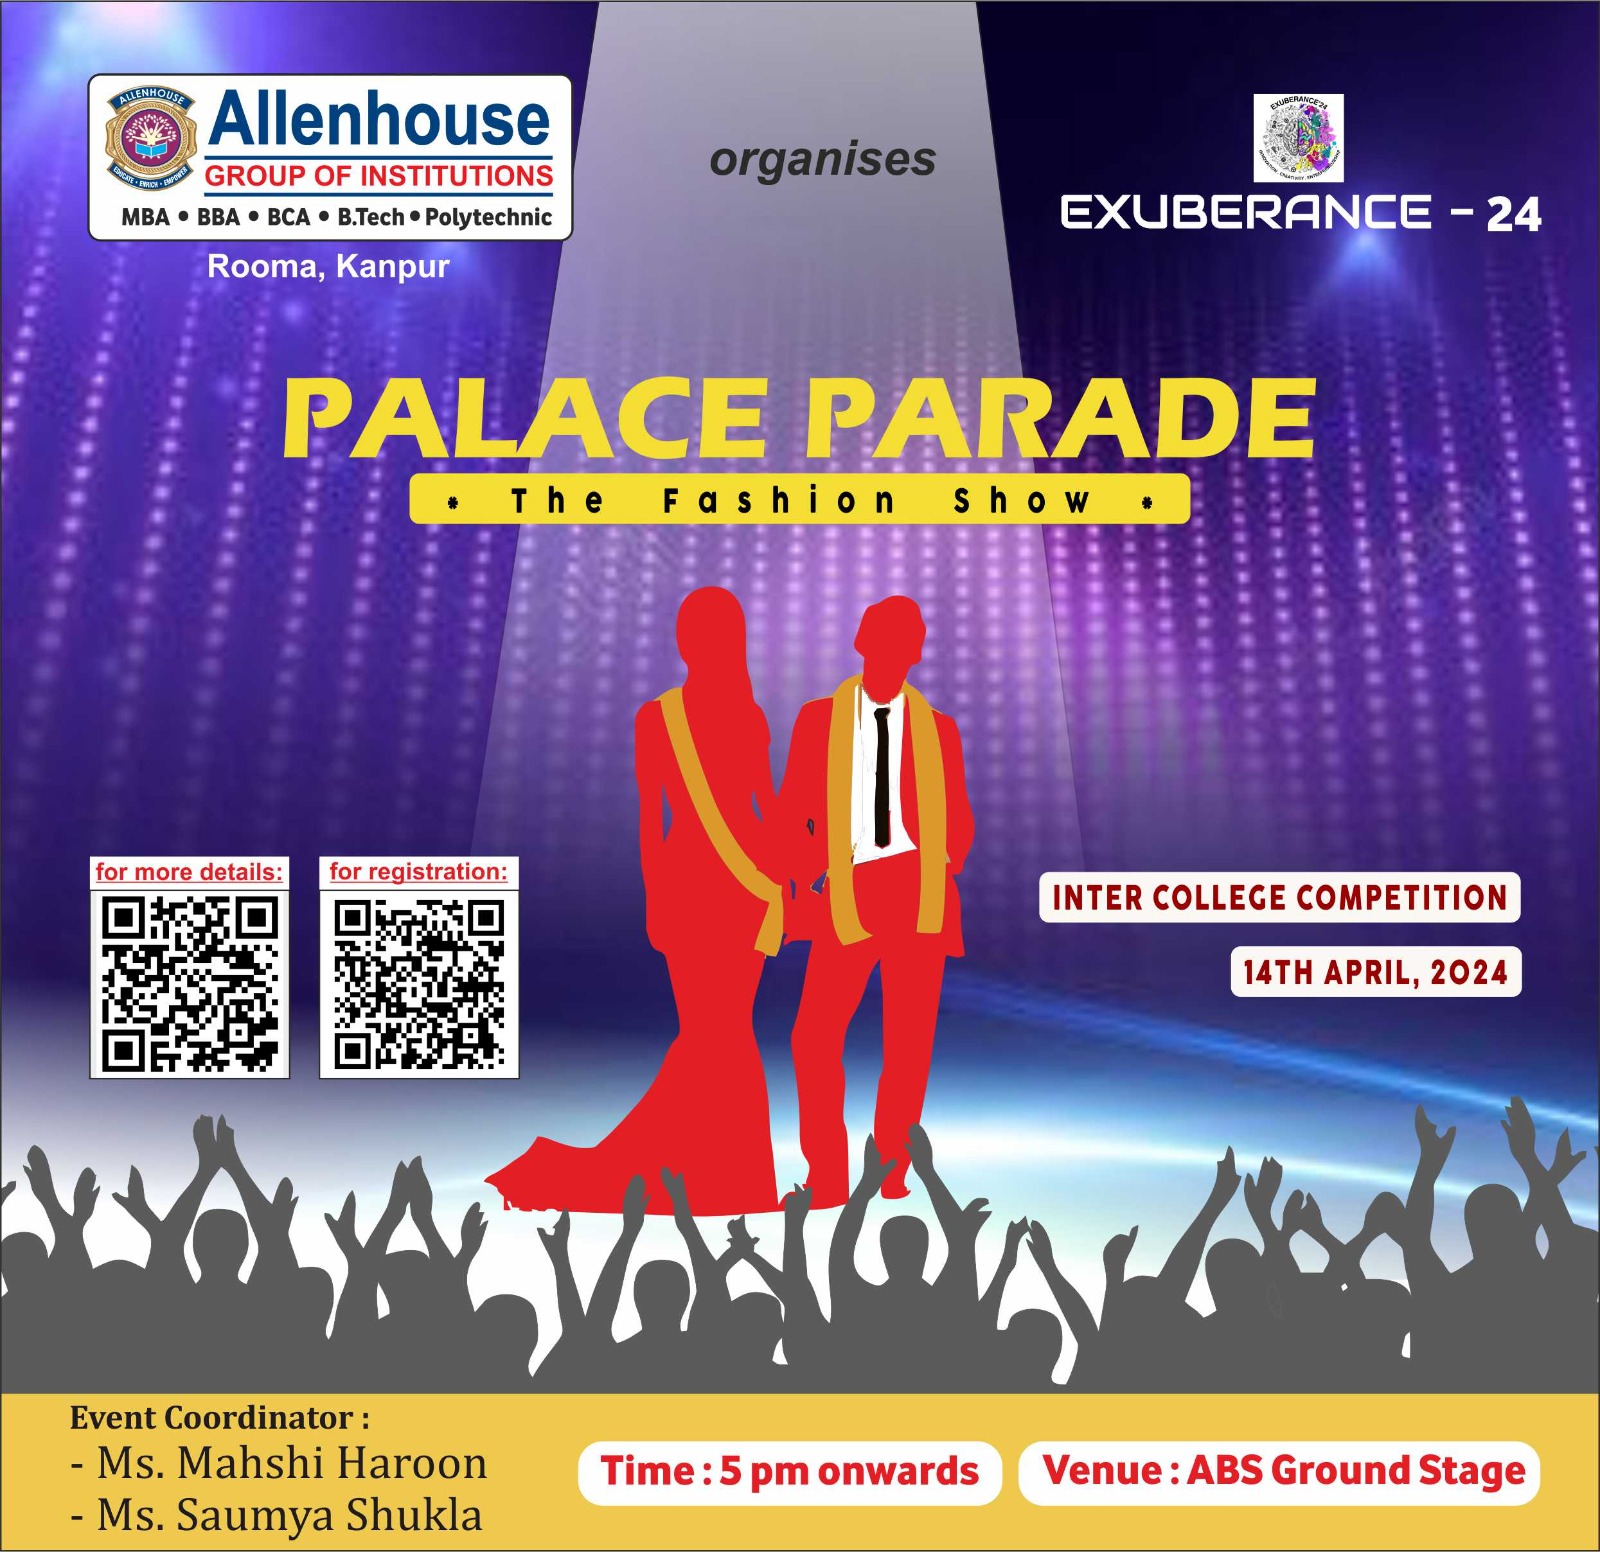 ALLENHOUSE
EDUCATE • ENRICH • EMPOWER
Allenhouse
GROUP OF INSTITUTIONS
MBA • BBA • BCA • B.Tech • Polytechnic
Rooma, Kanpur
organises
EXUBERANCE'24
EXUBERANCE - 24
PALACE PARADE
* The Fashion Show *
for more details:
for registration:
INTER COLLEGE COMPETITION
14TH APRIL, 2024
Event Coordinator :
- Ms. Mahshi Haroon
- Ms. Saumya Shukla
Time : 5 pm onwards
Venue : ABS Ground Stage